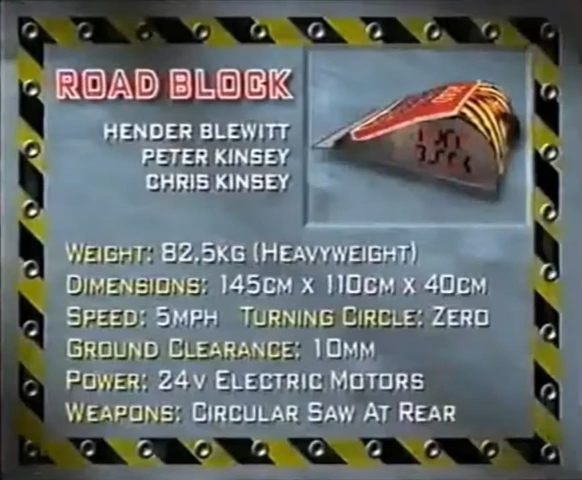 ROAD BLOCK
HENDER BLEWITT
PETER KINSEY
CHRIS KINSEY
WEIGHT: 82.5KG (HEAVYWEIGHT)
DIMENSIONS: 145CM X 110CM X 40CM
SPEED: 5MPH TURNING CIRCLE: ZERO
GROUND CLEARANCE: 10MM
POWER: 24V ELECTRIC MOTORS
WEAPONS: CIRCULAR SAW AT REAR